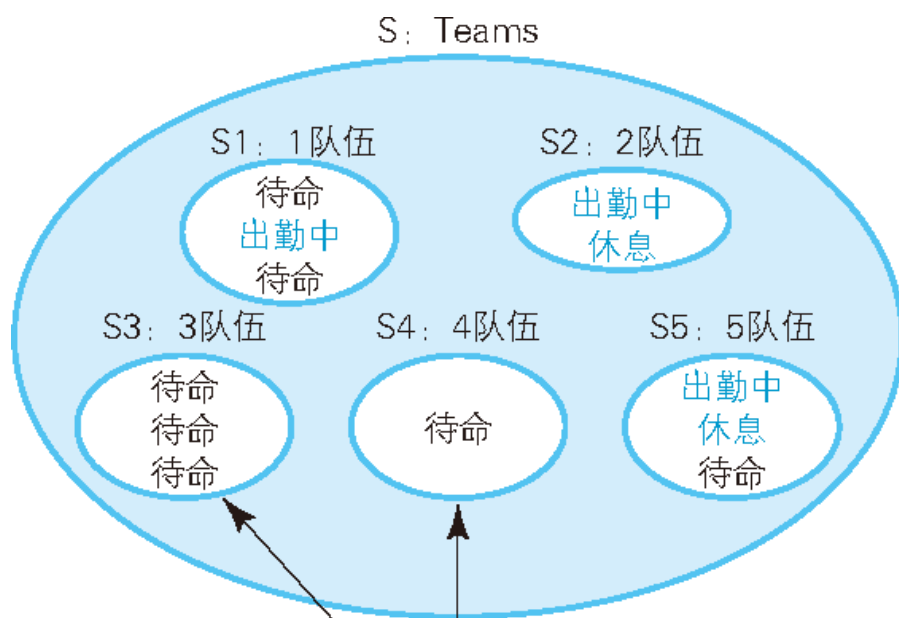 S：Teams
S1：1队伍
待命
出勤中
待命
S2：2队伍
出勤中
休息
S3：3队伍
待命
待命
待命
S4：4队伍
待命
S5：5队伍
出勤中
休息
待命